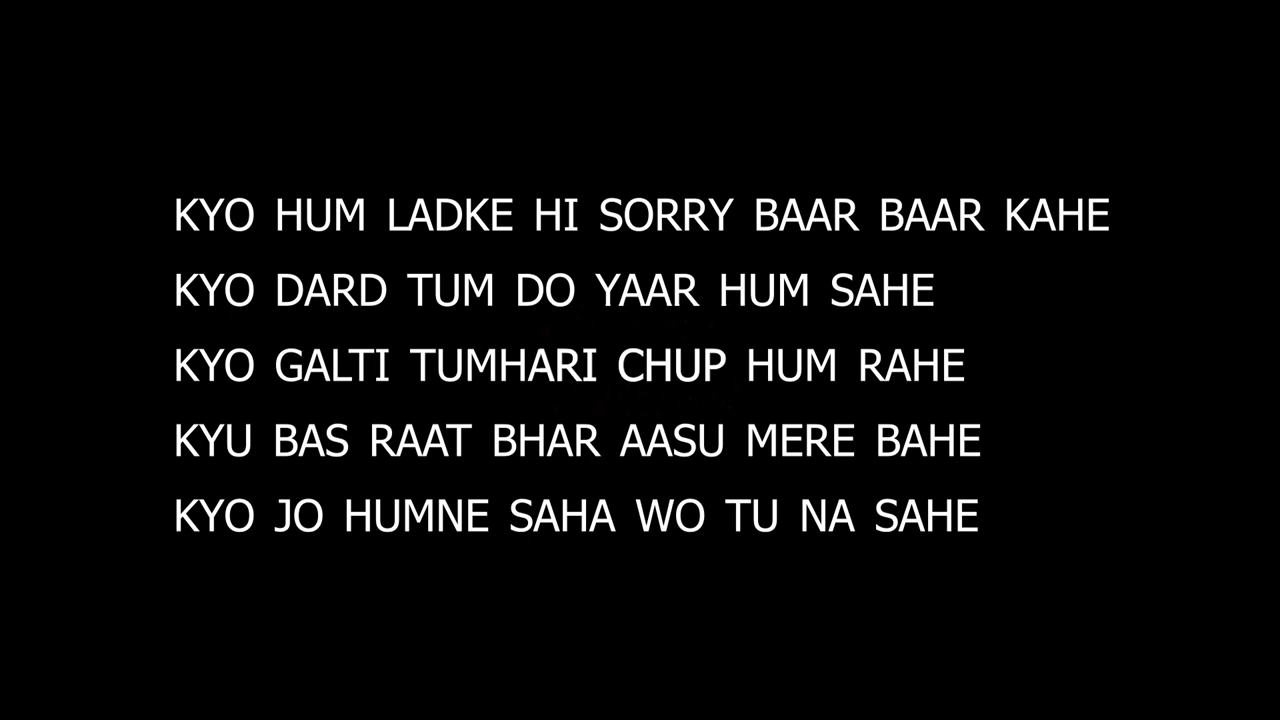 KYO HUM LADKE HI SORRY BAAR BAAR KAHE
KYO DARD TUM DO YAAR HUM SAHE
KYO GALTI TUMHARI CHUP HUM RAHE
KYU BAS RAAT BHAR AASU MERE BAHE
KYO JO HUMNE SAHA WO TU NA SAHE